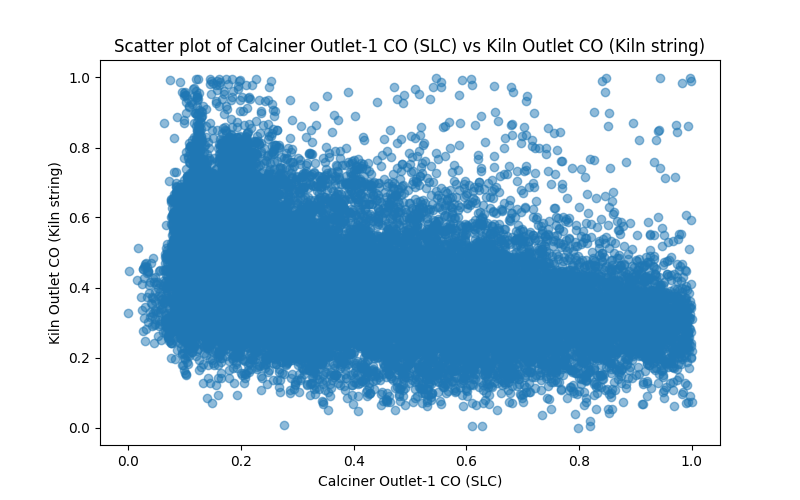 Scatter plot of Calciner Outlet-1 CO (SLC) vs Kiln Outlet CO (Kiln string)
1.0
0.8
0.6
0.4
0.2
0.0
Kiln Outlet CO (Kiln string)
0.0 0.2 0.4 0.6 0.8 1.0
Calciner Outlet-1 CO (SLC)